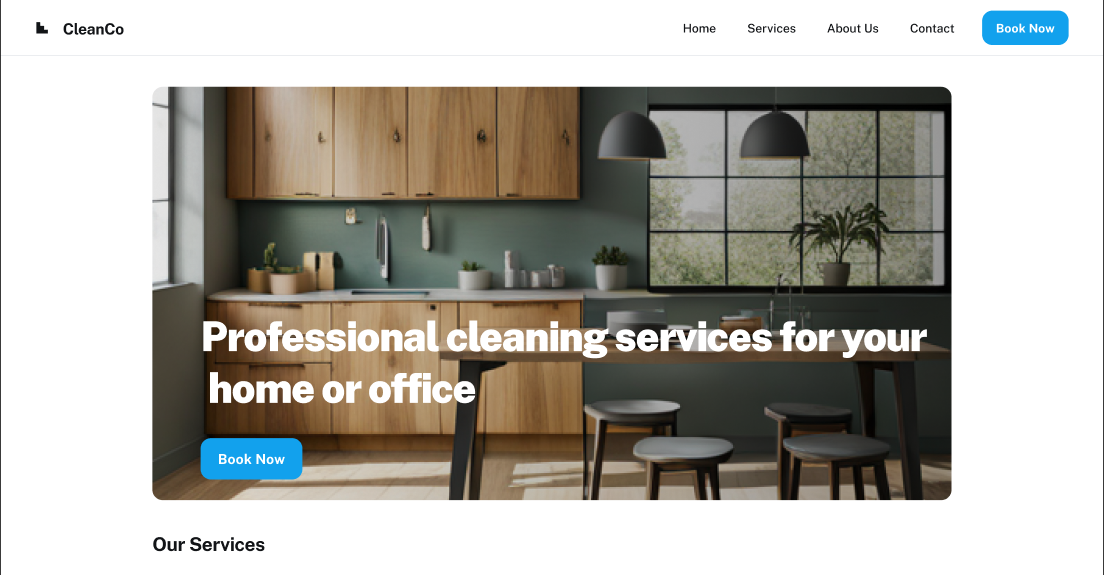 CleanCo
Home
Services
About Us
Contact
Book Now
Professional cleaning services for your
home or office
Book Now
Our Services